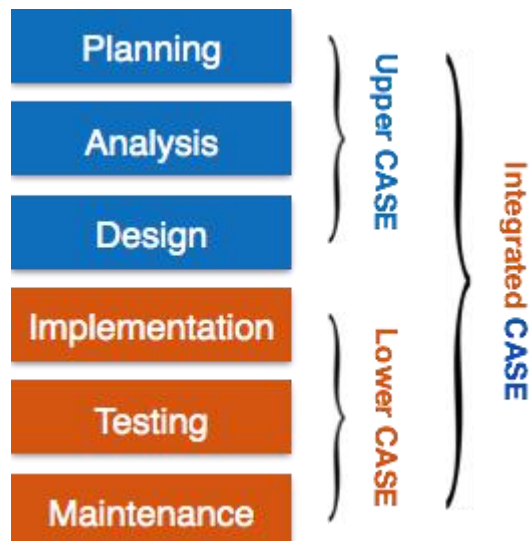 Planning
Analysis
Design
Implementation
Testing
Maintenance
Upper CASE
Lower CASE
Integrated CASE